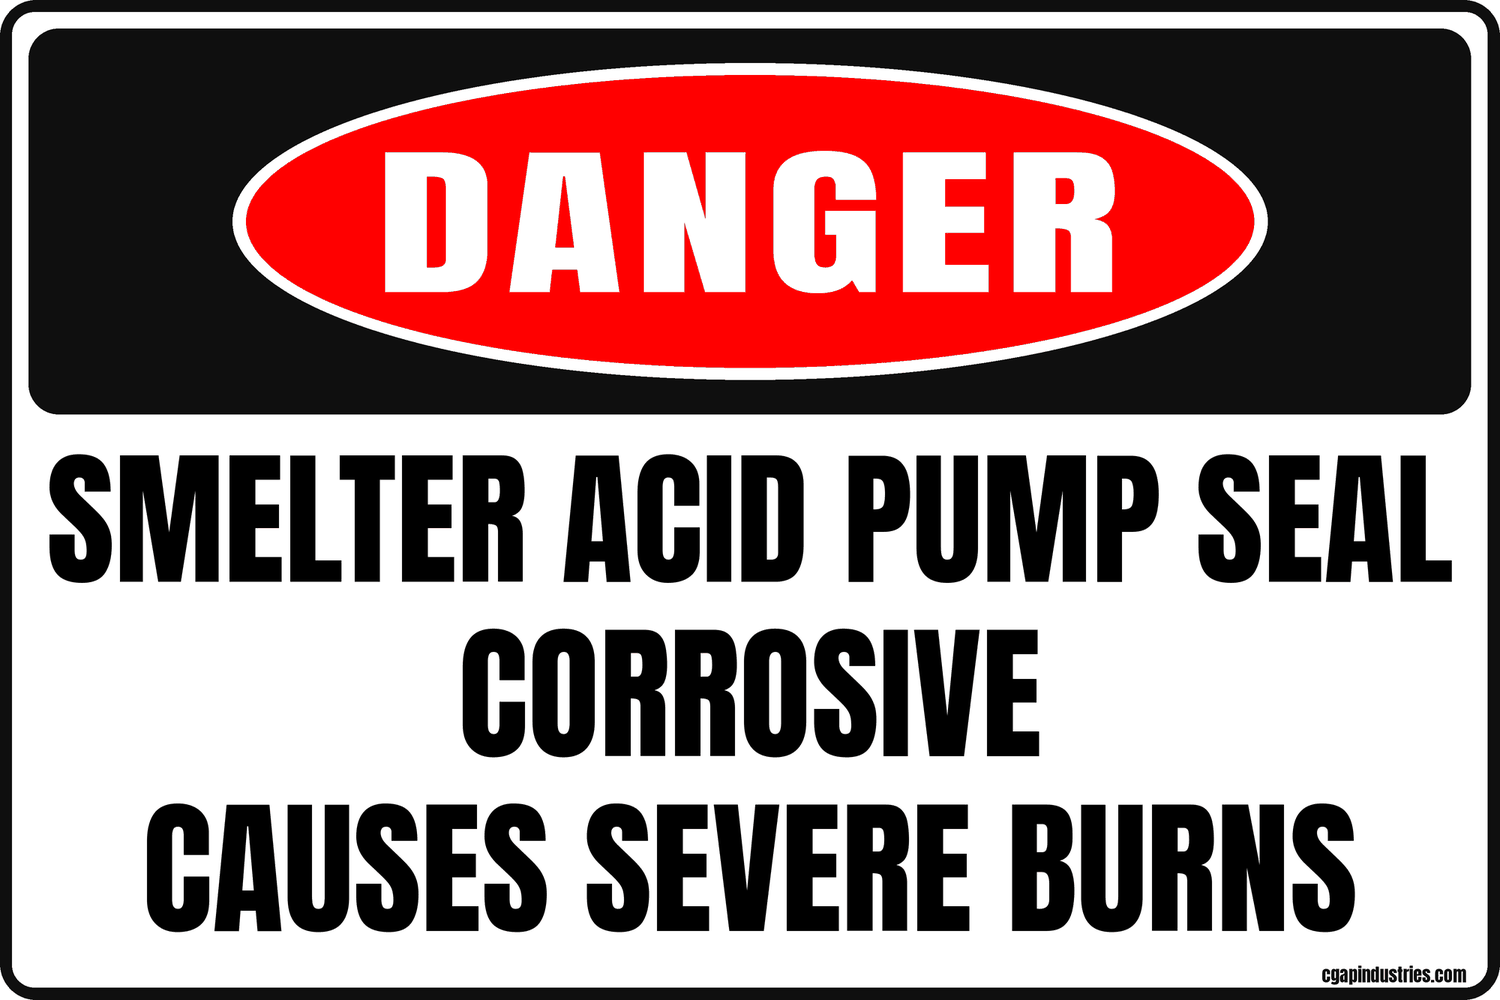 DANGER
SMELTER ACID PUMP SEAL
CORROSIVE
CAUSES SEVERE BURNS
cgapindustries.com